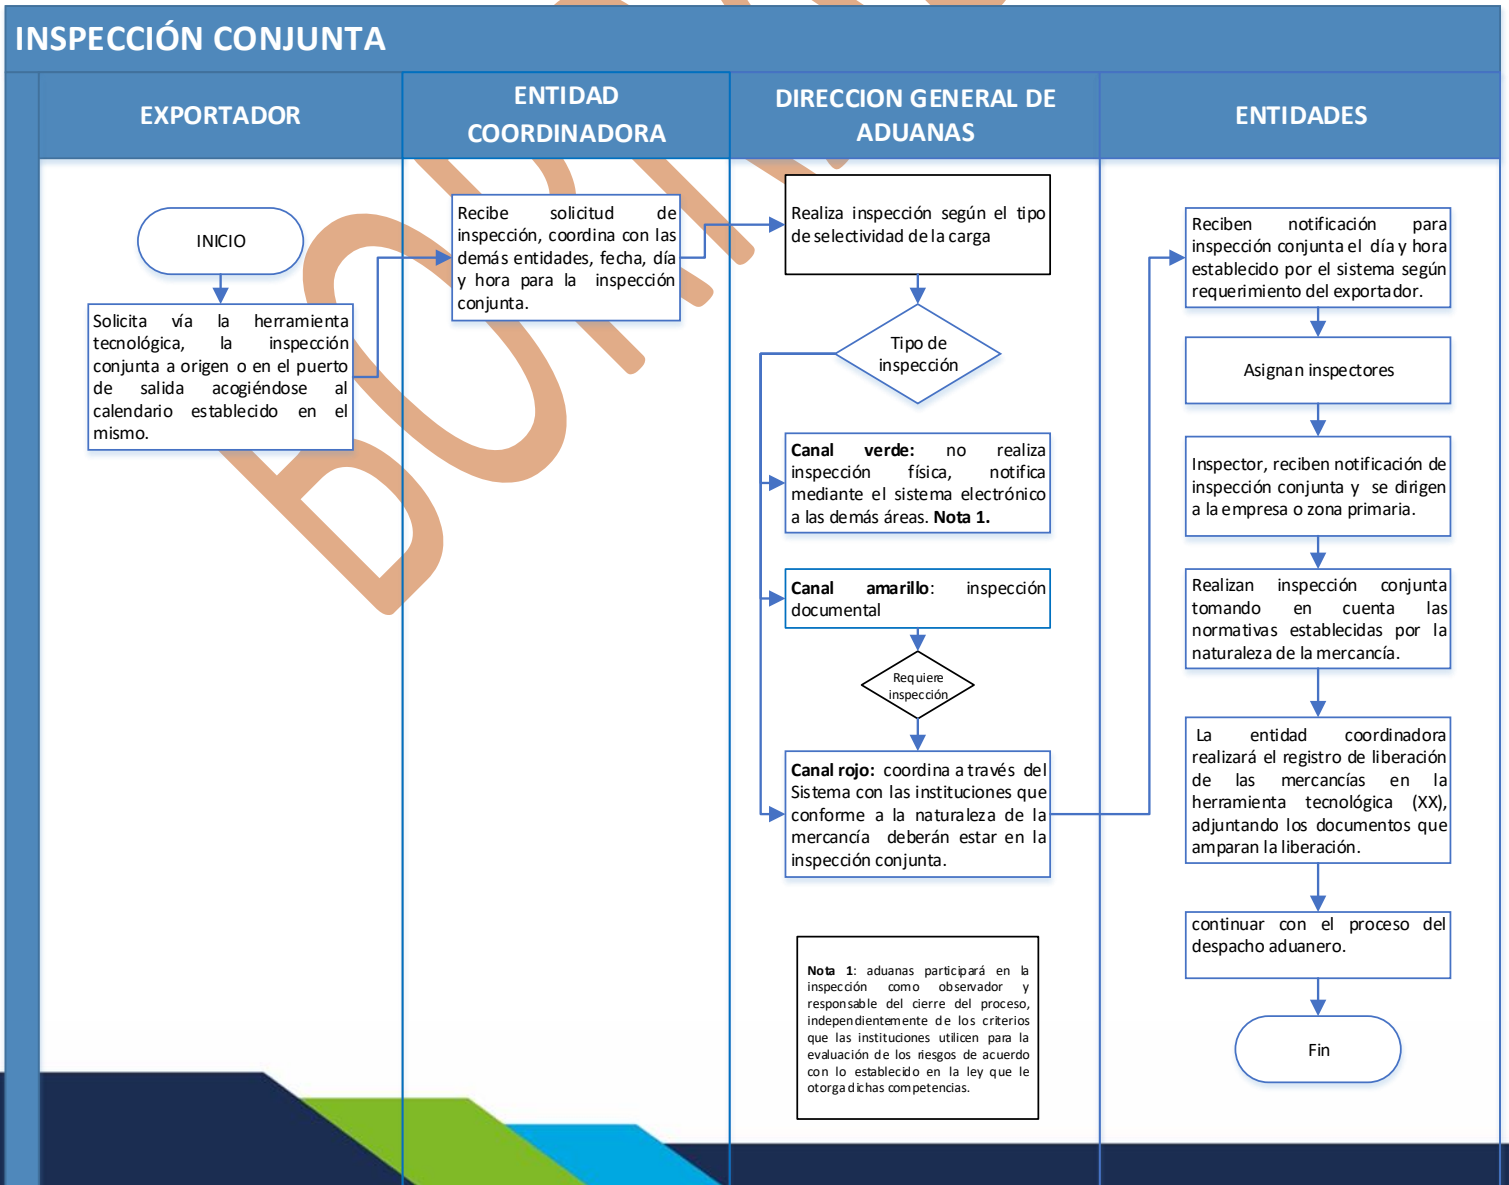 INSPECCIÓN CONJUNTA
EXPORTADOR
ENTIDAD
COORDINADORA
DIRECCION GENERAL DE
ADUANAS
ENTIDADES
INICIO
Solicita vía la herramienta
tecnológica, la inspección
conjunta a origen o en el puerto
de salida acogiéndose al
calendario establecido en el
mismo.
Recibe solicitud de
inspección, coordina con las
demás entidades, fecha, día
y hora para la inspección
conjunta.
Realiza inspección según el tipo
de selectividad de la carga
Tipo de
inspección
Canal verde: no realiza
inspección física, notifica
mediante el sistema electrónico
a las demás áreas. Nota 1.
Canal amarillo: inspección
documental
Requiere
inspección
Canal rojo: coordina a través del
Sistema con las instituciones que
conforme a la naturaleza de la
mercancía deberán estar en la
inspección conjunta.
Nota 1: aduanas participará en la
inspección como observador y
responsable del cierre del proceso,
independientemente de los criterios
que las instituciones utilicen para la
evaluación de los riesgos de acuerdo
con lo establecido en la ley que le
otorga dichas competencias.
Reciben notificación para
inspección conjunta el día y hora
establecido por el sistema según
requerimiento del exportador.
Asignan inspectores
Inspector, reciben notificación de
inspección conjunta y se dirigen
a la empresa o zona primaria.
Realizan inspección conjunta
tomando en cuenta las
normativas establecidas por la
naturaleza de la mercancía.
La entidad coordinadora
realizará el registro de liberación
de las mercancías en la
herramienta tecnológica (XX),
adjuntando los documentos que
amparan la liberación.
continuar con el proceso del
despacho aduanero.
Fin